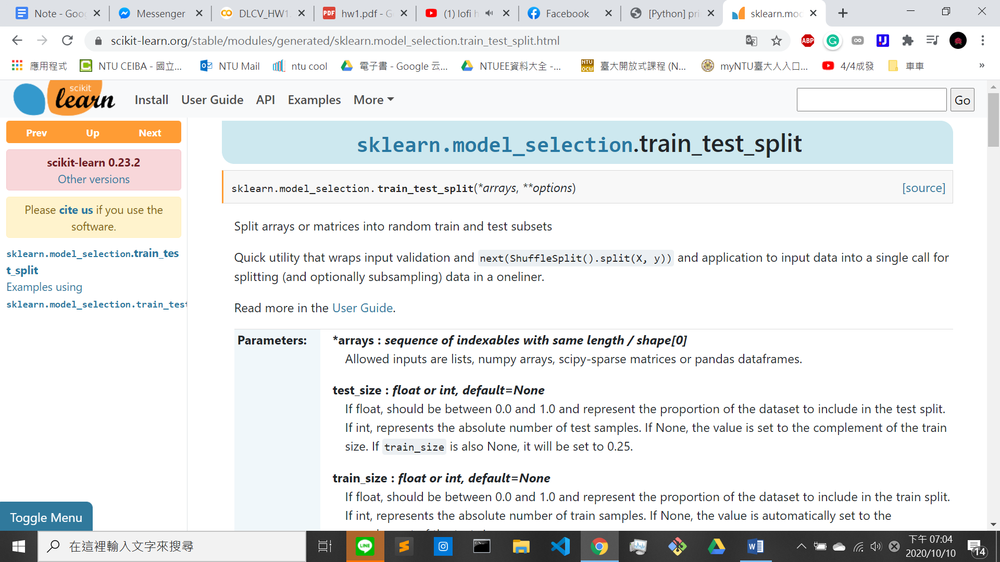 Note - Goog
Messenger
DLCV_HW1.
hw1.pdf - G
(1) lofi h
Facebook
[Python] pri
sklearn.mod
scikit-learn.org/stable/modules/generated/sklearn.model_selection.train_test_split.html
應用程式
NTU CEIBA - 國立...
NTU Mail
ntu cool
電子書 - Google 云...
NTUEE資料大全 -...
臺大開放式課程 (N...
myNTU臺大人入口...
4/4成發
車車
»
scikit
learn
Install
User Guide
API
Examples
More
Go
Prev
Up
Next
scikit-learn 0.23.2
Other versions
Please cite us if you use the
software.
sklearn.model_selection.train_tes
t_split
Examples using
sklearn.model_selection.train_test
Toggle Menu
sklearn.model_selection.train_test_split
sklearn.model_selection.train_test_split(*arrays, **options)
[source]
Split arrays or matrices into random train and test subsets
Quick utility that wraps input validation and next(ShuffleSplit().split(X, y)) and application to input data into a single call for
splitting (and optionally subsampling) data in a oneliner.
Read more in the User Guide.
Parameters:
*arrays : sequence of indexables with same length / shape[0]
Allowed inputs are lists, numpy arrays, scipy-sparse matrices or pandas dataframes.
test_size : float or int, default=None
If float, should be between 0.0 and 1.0 and represent the proportion of the dataset to include in the test split.
If int, represents the absolute number of test samples. If None, the value is set to the complement of the train
size. If train_size is also None, it will be set to 0.25.
train_size : float or int, default=None
If float, should be between 0.0 and 1.0 and represent the proportion of the dataset to include in the train split.
If int, represents the absolute number of train samples. If None, the value is automatically set to the
在這裡輸入文字來搜尋
下午 07:04
2020/10/10
14